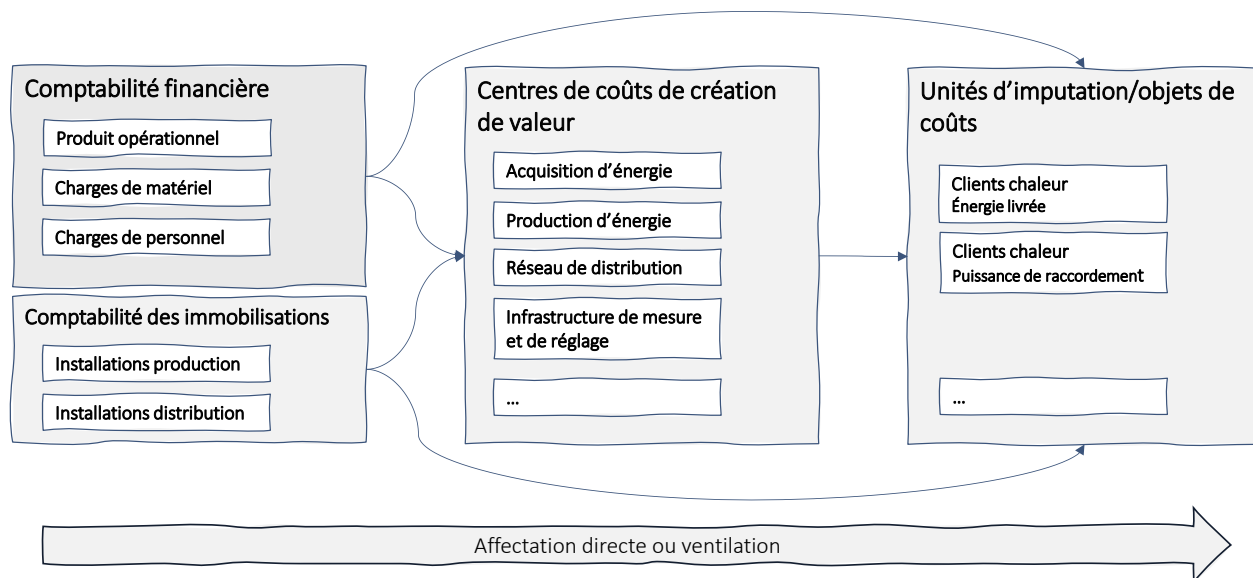 Comptabilité financière
Produit opérationnel
Charges de matériel
Charges de personnel
Comptabilité des immobilisations
Installations production
Installations distribution
Centres de coûts de création
de valeur
Acquisition d’énergie
Production d’énergie
Réseau de distribution
Infrastructure de mesure
et de réglage
...
Unités d’imputation/objets de
coûts
Clients chaleur
Énergie livrée
Clients chaleur
Puissance de raccordement
...
Affectation directe ou ventilation